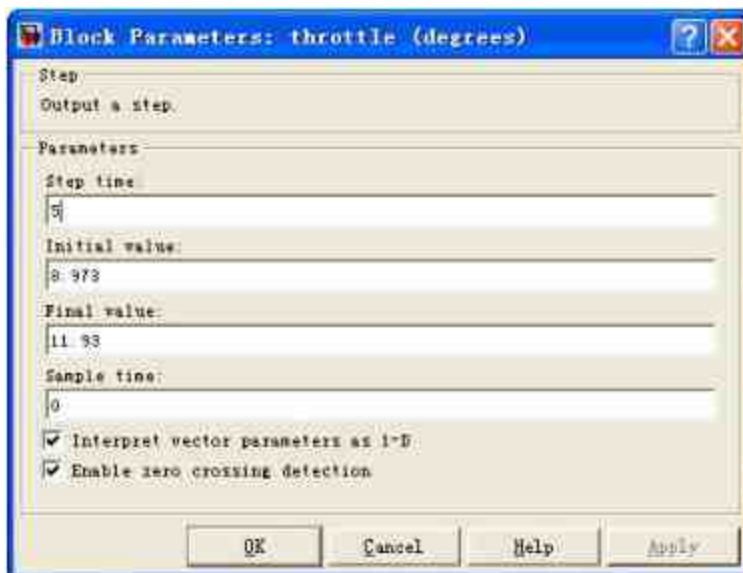 Block Parameters: throttle (degrees)
Step
Output a step.
Parameters
Step time:
5
Initial value:
8.973
Final value:
11.93
Sample time:
0
Interpret vector parameters as 1-D
Enable zero crossing detection
OK
Cancel
Help
Apply